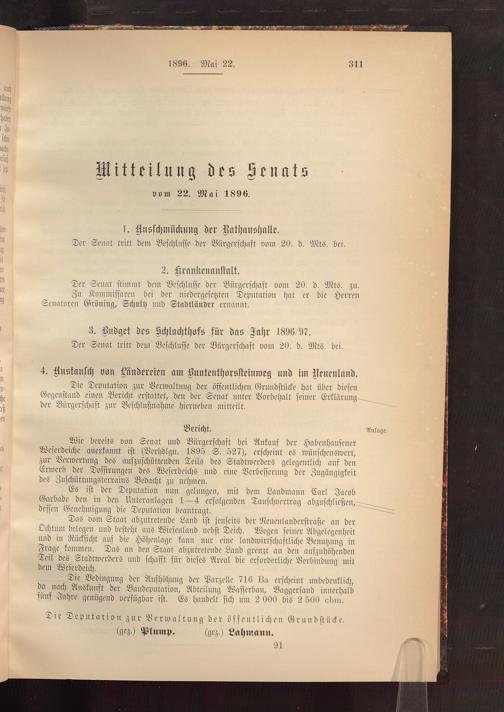 1896. Mai 22.
311
Mitteilung des Senats
vom 22. Mai 1896.
1. Ausschmückung der Rathaushalle.
Der Senat tritt dem Beschlusse der Bürgerschaft vom 20. d. Mts. bei.
2. Krankenanstalt.
Der Senat stimmt dem Beschlusse der Bürgerschaft vom 20. d. Mts. zu.
Zu Kommissaren bei der niedergesetzten Deputation hat er die Herren
Senatoren Gröning, Schultz und Stadtländer ernannt.
3. Budget des Schlachthofs für das Jahr 1896/97.
Der Senat tritt dem Beschlusse der Bürgerschaft vom 20. d. Mts. bei.
4. Austausch von Ländereien am Buntenthorssteinweg und im Neuenland.
Die Deputation zur Verwaltung der öffentlichen Grundstücke hat über diesen
Gegenstand einen Bericht erstattet, den der Senat unter Vorbehalt seiner Erklärung
der Bürgerschaft zur Beschlußnahme hierneben mitteilt.
Bericht.
Anlage.
Wie bereits von Senat und Bürgerschaft bei Ankauf der Habenhauser
Weserdeiche anerkannt ist (Verhdlgn. 1895 S. 527), erscheint es wünschenswert,
zur Verwertung des aufzuschüttenden Teils des Stadtwerders gelegentlich auf den
Erwerb der Dossirungen des Weserdeichs und eine Verbesserung der Zugängigkeit
des Zuschüttungsterrains Bedacht zu nehmen.
Es ist der Deputation nun gelungen, mit dem Landmann Carl Jacob
Garbade den in den Unteranlagen 1—4 erfolgenden Tauschvertrag abzuschließen,
dessen Genehmigung die Deputation beantragt.
Das vom Staat abzutretende Land ist jenseits der Neuenlanderstraße an der
Ochtum belegen und besteht aus Wiesenland nebst Deich. Wegen seiner Abgelegenheit
und in Rücksicht auf die Höhenlage kann nur eine landwirtschaftliche Benutzung in
Frage kommen. Das an den Staat abzutretende Land grenzt an den aufzuhöhenden
Teil des Stadtwerders und schafft für dieses Areal die erforderliche Verbindung mit
dem Weserdeich.
Die Bedingung der Aufhöhung der Parzelle 716 Ba erscheint unbedenklich,
da nach Auskunft der Baudeputation, Abteilung Wasserbau, Baggersand innerhalb
fünf Jahre genügend verfügbar ist. Es handelt sich um 2000 bis 2500 cbm.
Die Deputation zur Verwaltung der öffentlichen Grundstücke.
(gez.) Plump. (gez.) Lahmann.
91